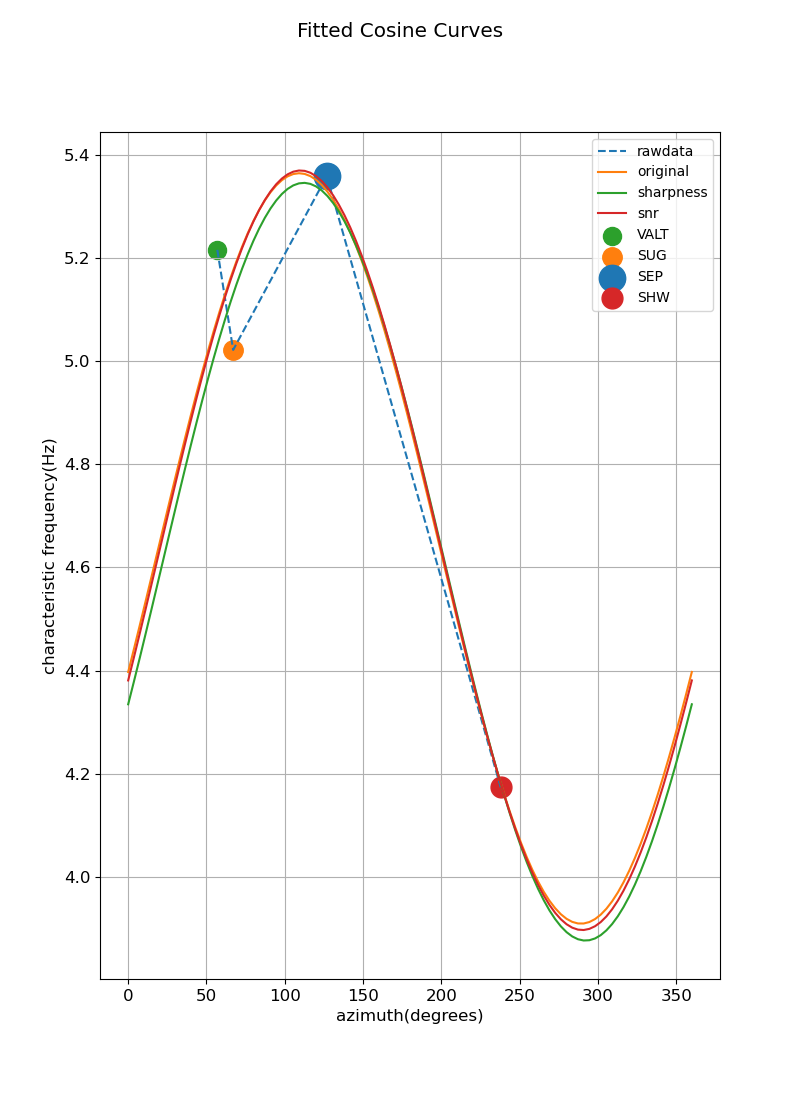 Fitted Cosine Curves
rawdata
original
sharpness
snr
VALT
SUG
SEP
SHW
5.4
5.2
5.0
4.8
4.6
4.4
4.2
4.0
characteristic frequency(Hz)
0 50 100 150 200 250 300 350
azimuth(degrees)